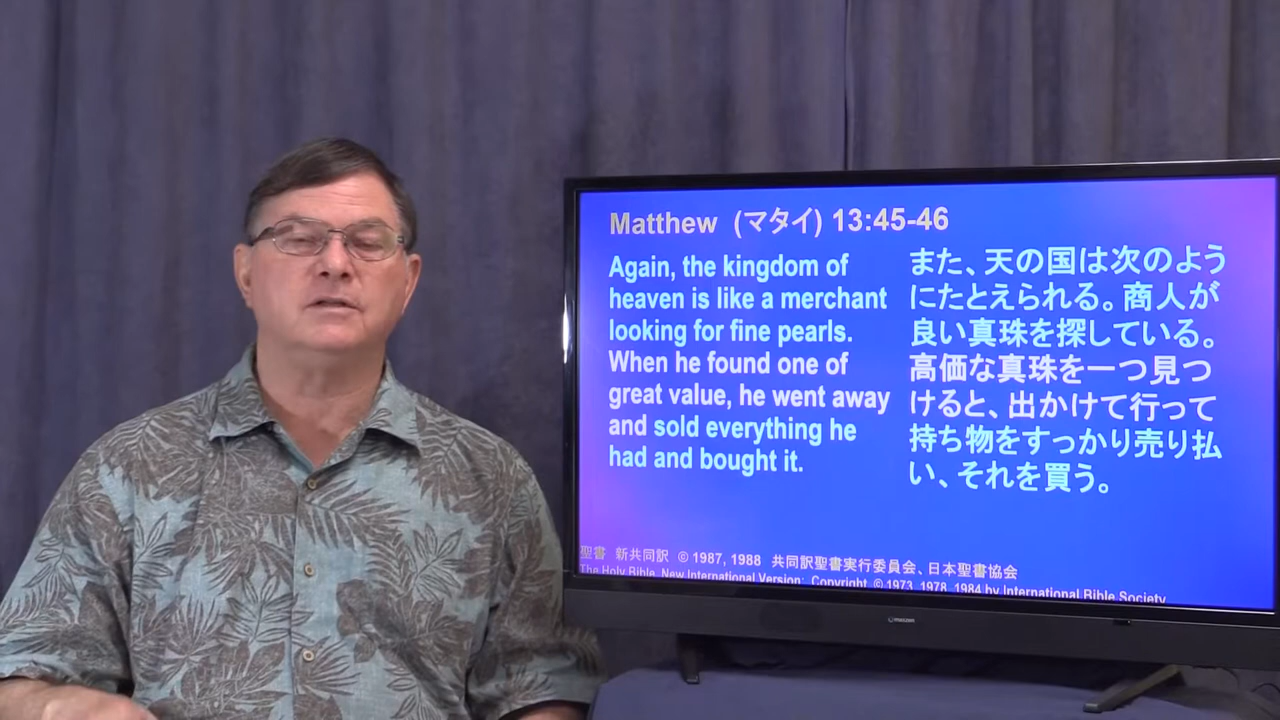 Matthew (マタイ) 13:45-46
Again, the kingdom of
heaven is like a merchant
looking for fine pearls.
When he found one of
great value, he went away
and sold everything he
had and bought it.
また、天の国は次のよう
にたとえられる。商人が
良い真珠を探している。
高価な真珠を一つ見つ
けると、出かけて行って
持ち物をすっかり売り払
い、それを買う。
聖書 新共同訳 © 1987, 1988 共同訳聖書実行委員会、日本聖書協会
The Holy Bible, New International Version; Copyright © 1973, 1978, 1984 by International Bible Society